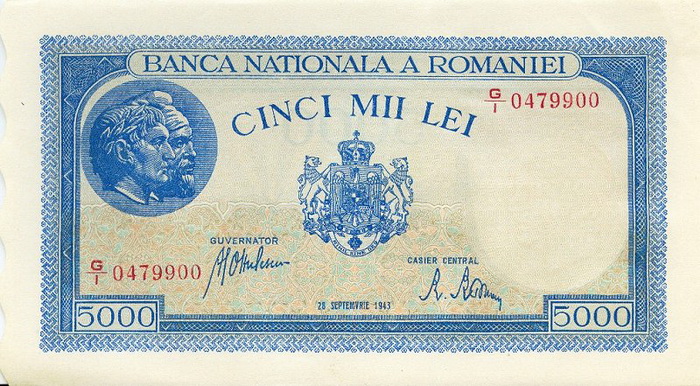 BANCA NATIONALA A ROMANIEI
CINCI MII LEI
G/I 0479900
GUVERNATOR
CASIER CENTRAL
G/I 0479900
28 SEPTEMVRIE 1943
5000
5000